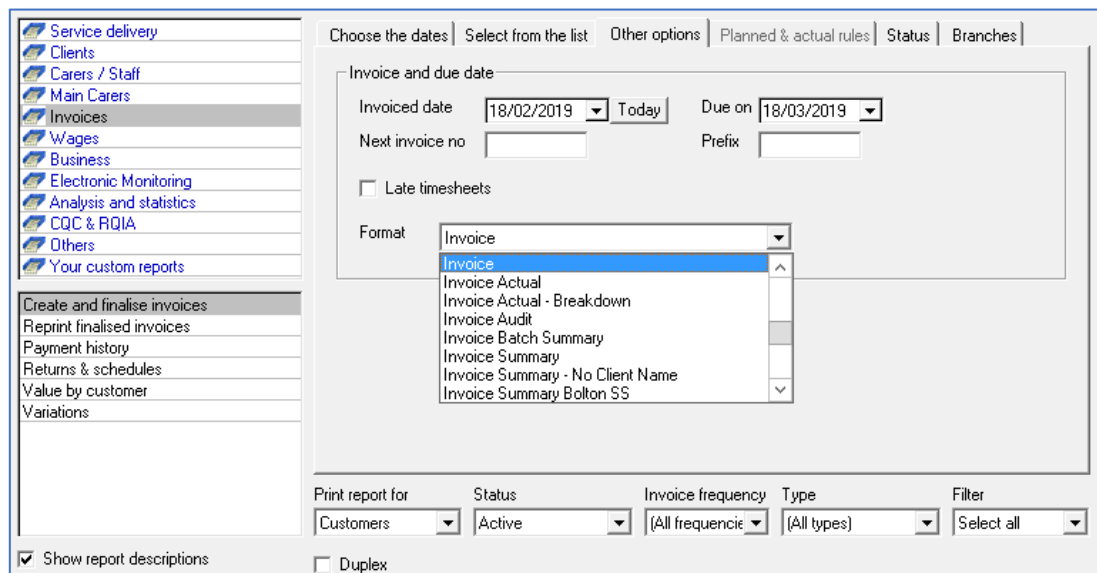 Service delivery
Clients
Carers / Staff
Main Carers
Invoices
Wages
Business
Electronic Monitoring
Analysis and statistics
CQC & RQIA
Others
Your custom reports
Create and finalise invoices
Reprint finalised invoices
Payment history
Returns & schedules
Value by customer
Variations
Show report descriptions
Choose the dates Select from the list Other options Planned & actual rules Status Branches
Invoice and due date
Invoiced date 18/02/2019 Today Due on 18/03/2019
Next invoice no Prefix
Late timesheets
Format Invoice
Invoice
Invoice Actual
Invoice Actual - Breakdown
Invoice Audit
Invoice Batch Summary
Invoice Summary
Invoice Summary - No Client Name
Invoice Summary Bolton SS
Print report for Status Invoice frequency Type Filter
Customers Active (All frequencie (All types) Select all
Duplex